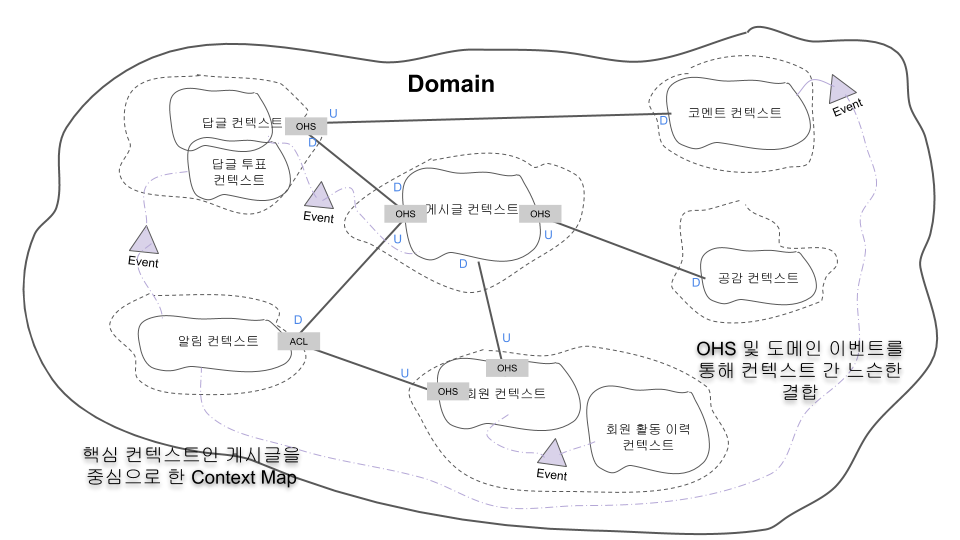 Domain
답글 컨텍스트
OHS
U
D
답글 투표
컨텍스트
Event
Event
D
OHS
U
게시글 컨텍스트
OHS
U
D
코멘트 컨텍스트
D
Event
공감 컨텍스트
D
알림 컨텍스트
D
ACL
U
OHS
U
OHS
회원 컨텍스트
Event
회원 활동 이력
컨텍스트
OHS 및 도메인 이벤트를
통해 컨텍스트 간 느슨한
결합
핵심 컨텍스트인 게시글을
중심으로 한 Context Map